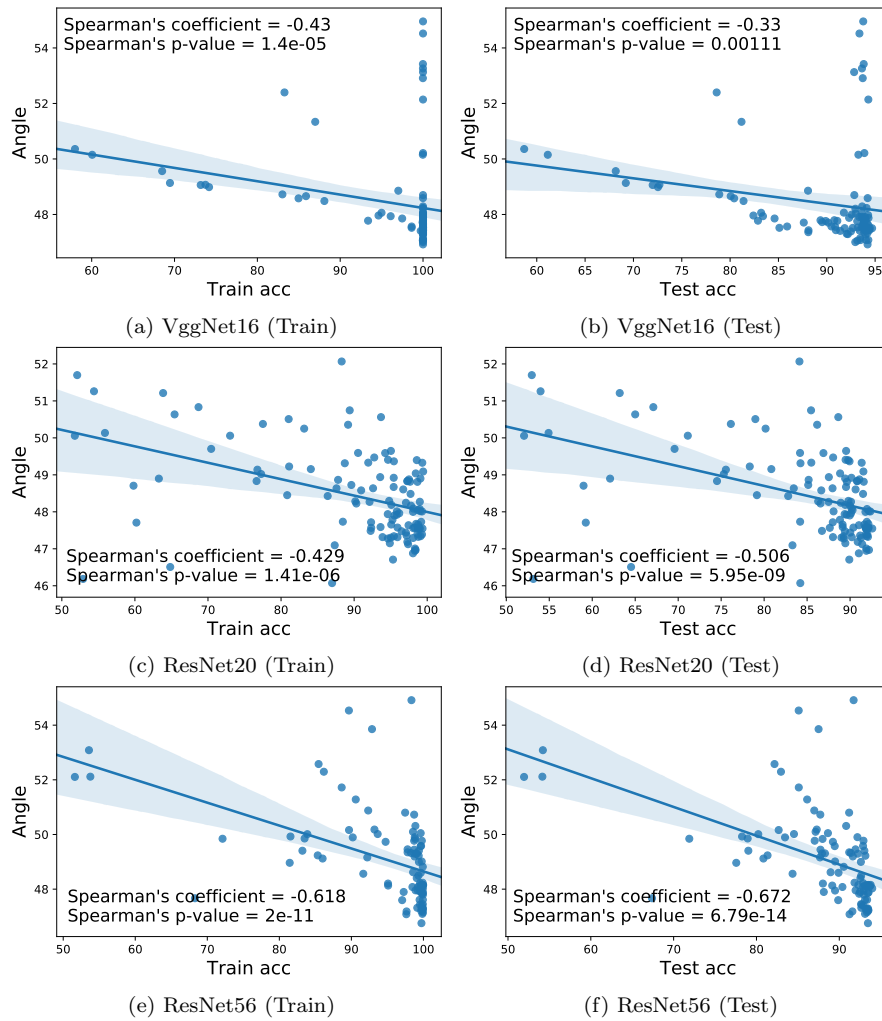 Spearman's coefficient = -0.43
Spearman's p-value = 1.4e-05
54
52
50
48
Angle
60
70
80
90
100
Train acc
(a) VggNet16 (Train)
Spearman's coefficient = -0.33
Spearman's p-value = 0.00111
54
52
50
48
Angle
60
65
70
75
80
85
90
95
Test acc
(b) VggNet16 (Test)
52
51
50
49
48
47
46
Angle
Spearman's coefficient = -0.429
Spearman's p-value = 1.41e-06
50
60
70
80
90
100
Train acc
(c) ResNet20 (Train)
52
51
50
49
48
47
46
Angle
Spearman's coefficient = -0.506
Spearman's p-value = 5.95e-09
50
55
60
65
70
75
80
85
90
Test acc
(d) ResNet20 (Test)
54
52
50
48
Angle
Spearman's coefficient = -0.618
Spearman's p-value = 2e-11
50
60
70
80
90
100
Train acc
(e) ResNet56 (Train)
54
52
50
48
Angle
Spearman's coefficient = -0.672
Spearman's p-value = 6.79e-14
50
60
70
80
90
Test acc
(f) ResNet56 (Test)